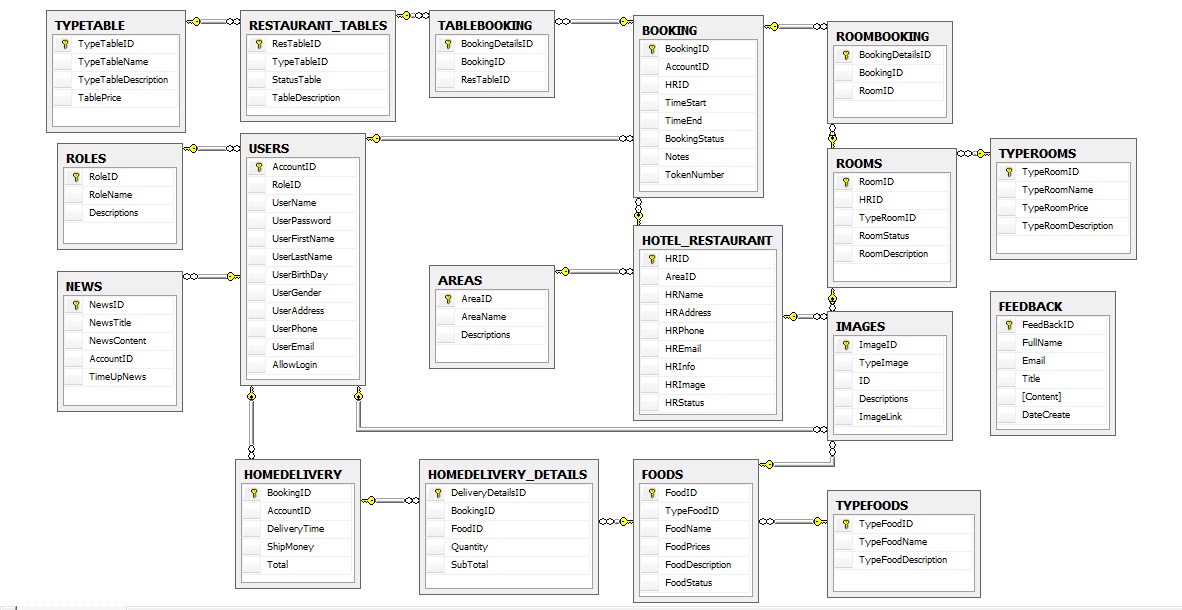 TYPETABLE
TypeTableID
TypeTableName
TypeTableDescription
TablePrice
RESTAURANT_TABLES
ResTableID
TypeTableID
StatusTable
TableDescription
TABLEBOOKING
BookingDetailsID
BookingID
ResTableID
BOOKING
BookingID
AccountID
HRID
TimeStart
TimeEnd
BookingStatus
Notes
TokenNumber
ROOMBOOKING
BookingDetailsID
BookingID
RoomID
ROLES
RoleID
RoleName
Descriptions
USERS
AccountID
RoleID
UserName
UserPassword
UserFirstName
UserLastName
UserBirthDay
UserGender
UserAddress
UserPhone
UserEmail
AllowLogin
ROOMS
RoomID
HRID
TypeRoomID
RoomStatus
RoomDescription
TYPEROOMS
TypeRoomID
TypeRoomName
TypeRoomPrice
TypeRoomDescription
NEWS
NewsID
NewsTitle
NewsContent
AccountID
TimeUpNews
AREAS
AreaID
AreaName
Descriptions
HOTEL_RESTAURANT
HRID
AreaID
HRName
HRAddress
HRPhone
HREmail
HRInfo
HRImage
HRStatus
IMAGES
ImageID
TypeImage
ID
Descriptions
ImageLink
FEEDBACK
FeedBackID
FullName
Email
Title
[Content]
DateCreate
HOMEDELIVERY
BookingID
AccountID
DeliveryTime
ShipMoney
Total
HOMEDELIVERY_DETAILS
DeliveryDetailsID
BookingID
FoodID
Quantity
SubTotal
FOODS
FoodID
TypeFoodID
FoodName
FoodPrices
FoodDescription
FoodStatus
TYPEFOODS
TypeFoodID
TypeFoodName
TypeFoodDescription